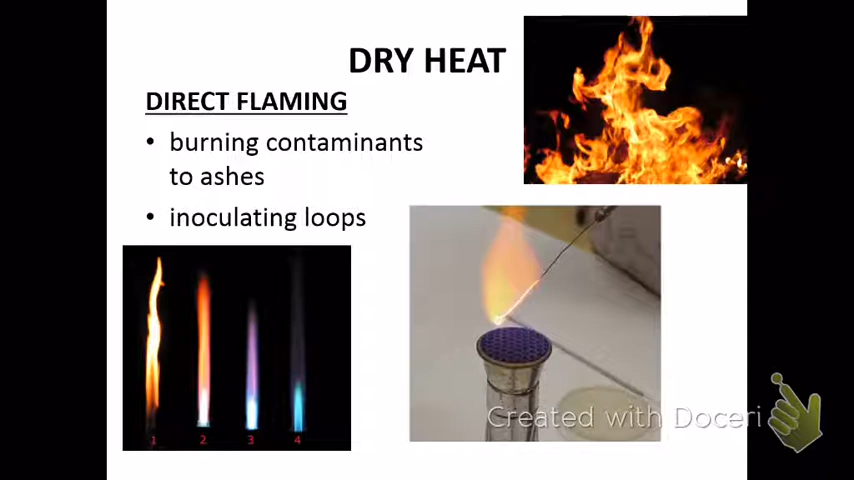 DRY HEAT
DIRECT FLAMING
• burning contaminants
to ashes
• inoculating loops
1 2 3 4
Created with Doceri